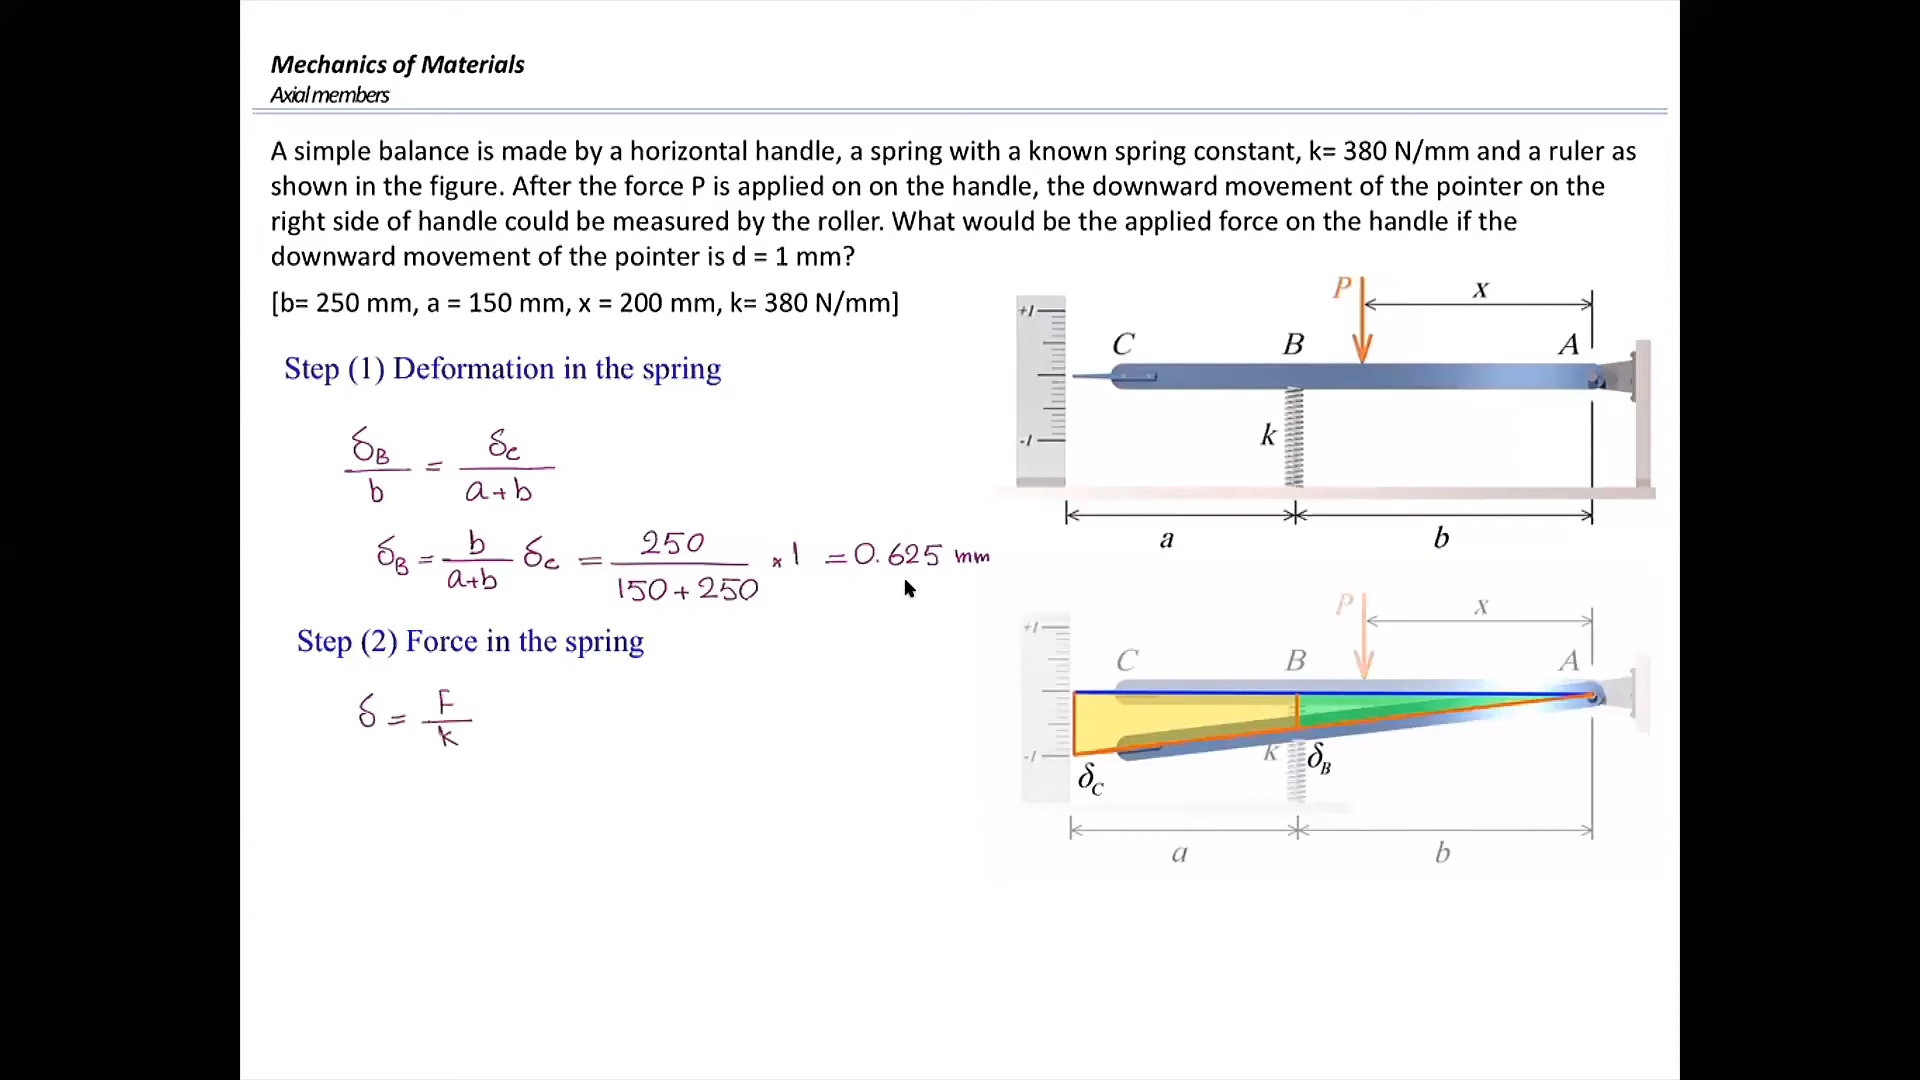 Mechanics of Materials
Axial members
A simple balance is made by a horizontal handle, a spring with a known spring constant, k= 380 N/mm and a ruler as
shown in the figure. After the force P is applied on on the handle, the downward movement of the pointer on the
right side of handle could be measured by the roller. What would be the applied force on the handle if the
downward movement of the pointer is d = 1 mm?
[b= 250 mm, a = 150 mm, x = 200 mm, k= 380 N/mm]
Step (1) Deformation in the spring
δB/b = δc/(a+b)
δB = b/(a+b) δc = 250/(150+250) * 1 = 0.625 mm
Step (2) Force in the spring
δ = F/k
P x
+1
C B A
-1 k
a b
P x
+1
C B A
-1 k δB
δC
a b